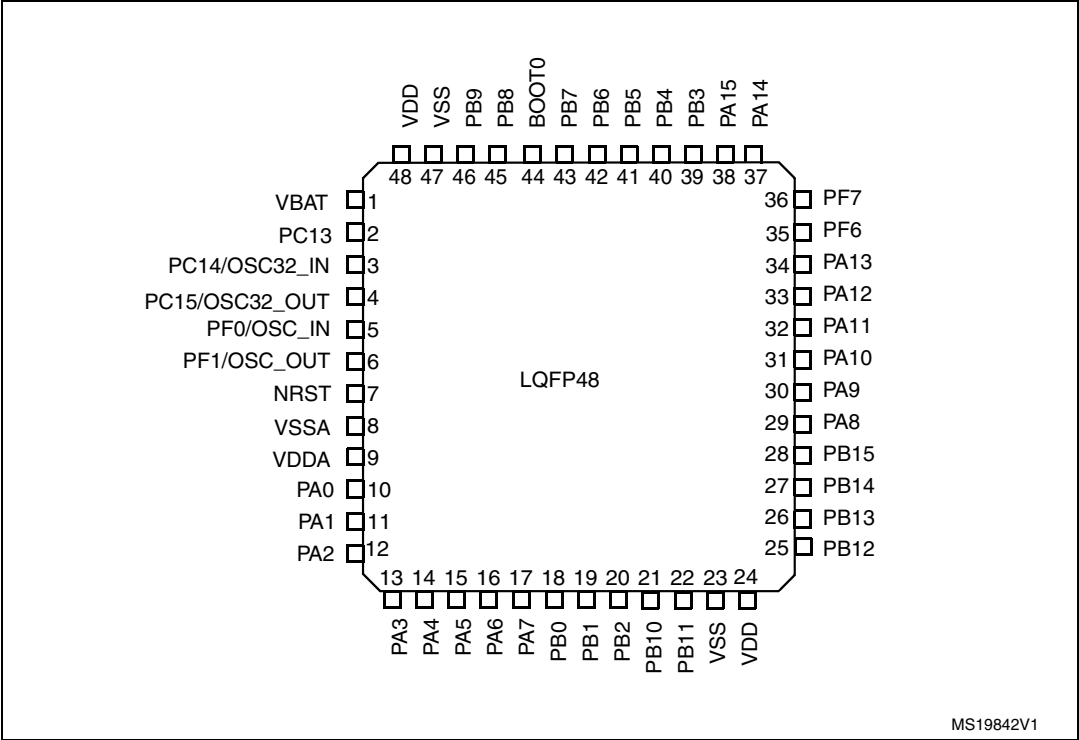 VDD
VSS
PB9
PB8
BOOT0
PB7
PB6
PB5
PB4
PB3
PA15
PA14
48 47 46 45 44 43 42 41 40 39 38 37
VBAT 1
PC13 2
PC14/OSC32_IN 3
PC15/OSC32_OUT 4
PF0/OSC_IN 5
PF1/OSC_OUT 6
NRST 7
VSSA 8
VDDA 9
PA0 10
PA1 11
PA2 12
LQFP48
36 PF7
35 PF6
34 PA13
33 PA12
32 PA11
31 PA10
30 PA9
29 PA8
28 PB15
27 PB14
26 PB13
25 PB12
13 14 15 16 17 18 19 20 21 22 23 24
PA3
PA4
PA5
PA6
PA7
PB0
PB1
PB2
PB10
PB11
VSS
VDD
MS19842V1